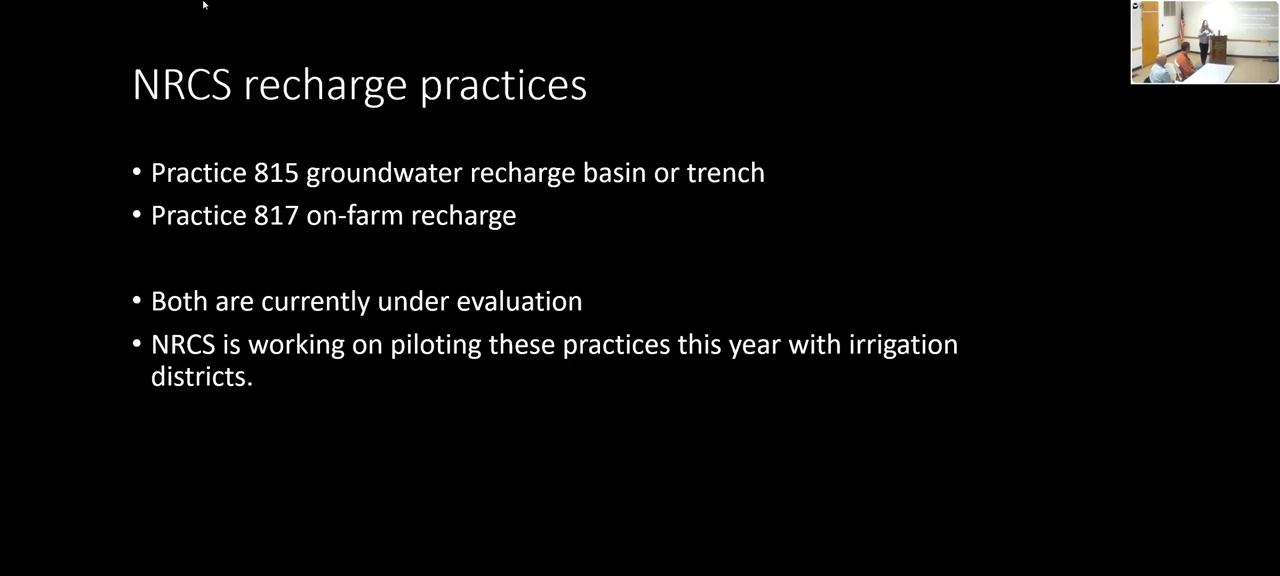 NRCS recharge practices
• Practice 815 groundwater recharge basin or trench
• Practice 817 on-farm recharge
• Both are currently under evaluation
• NRCS is working on piloting these practices this year with irrigation
districts.